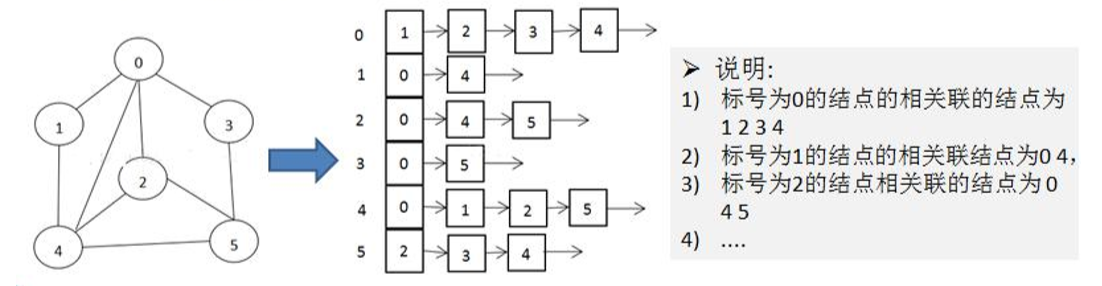 0
1
3
2
4
5
0 1 2 3 4
1 0 4
2 0 4 5
3 0 5
4 0 1 2 5
5 2 3 4
➢ 说明:
1) 标号为0的结点的相关联的结点为
1 2 3 4
2) 标号为1的结点的相关联结点为0 4,
3) 标号为2的结点相关联的结点为 0
4 5
4) ....